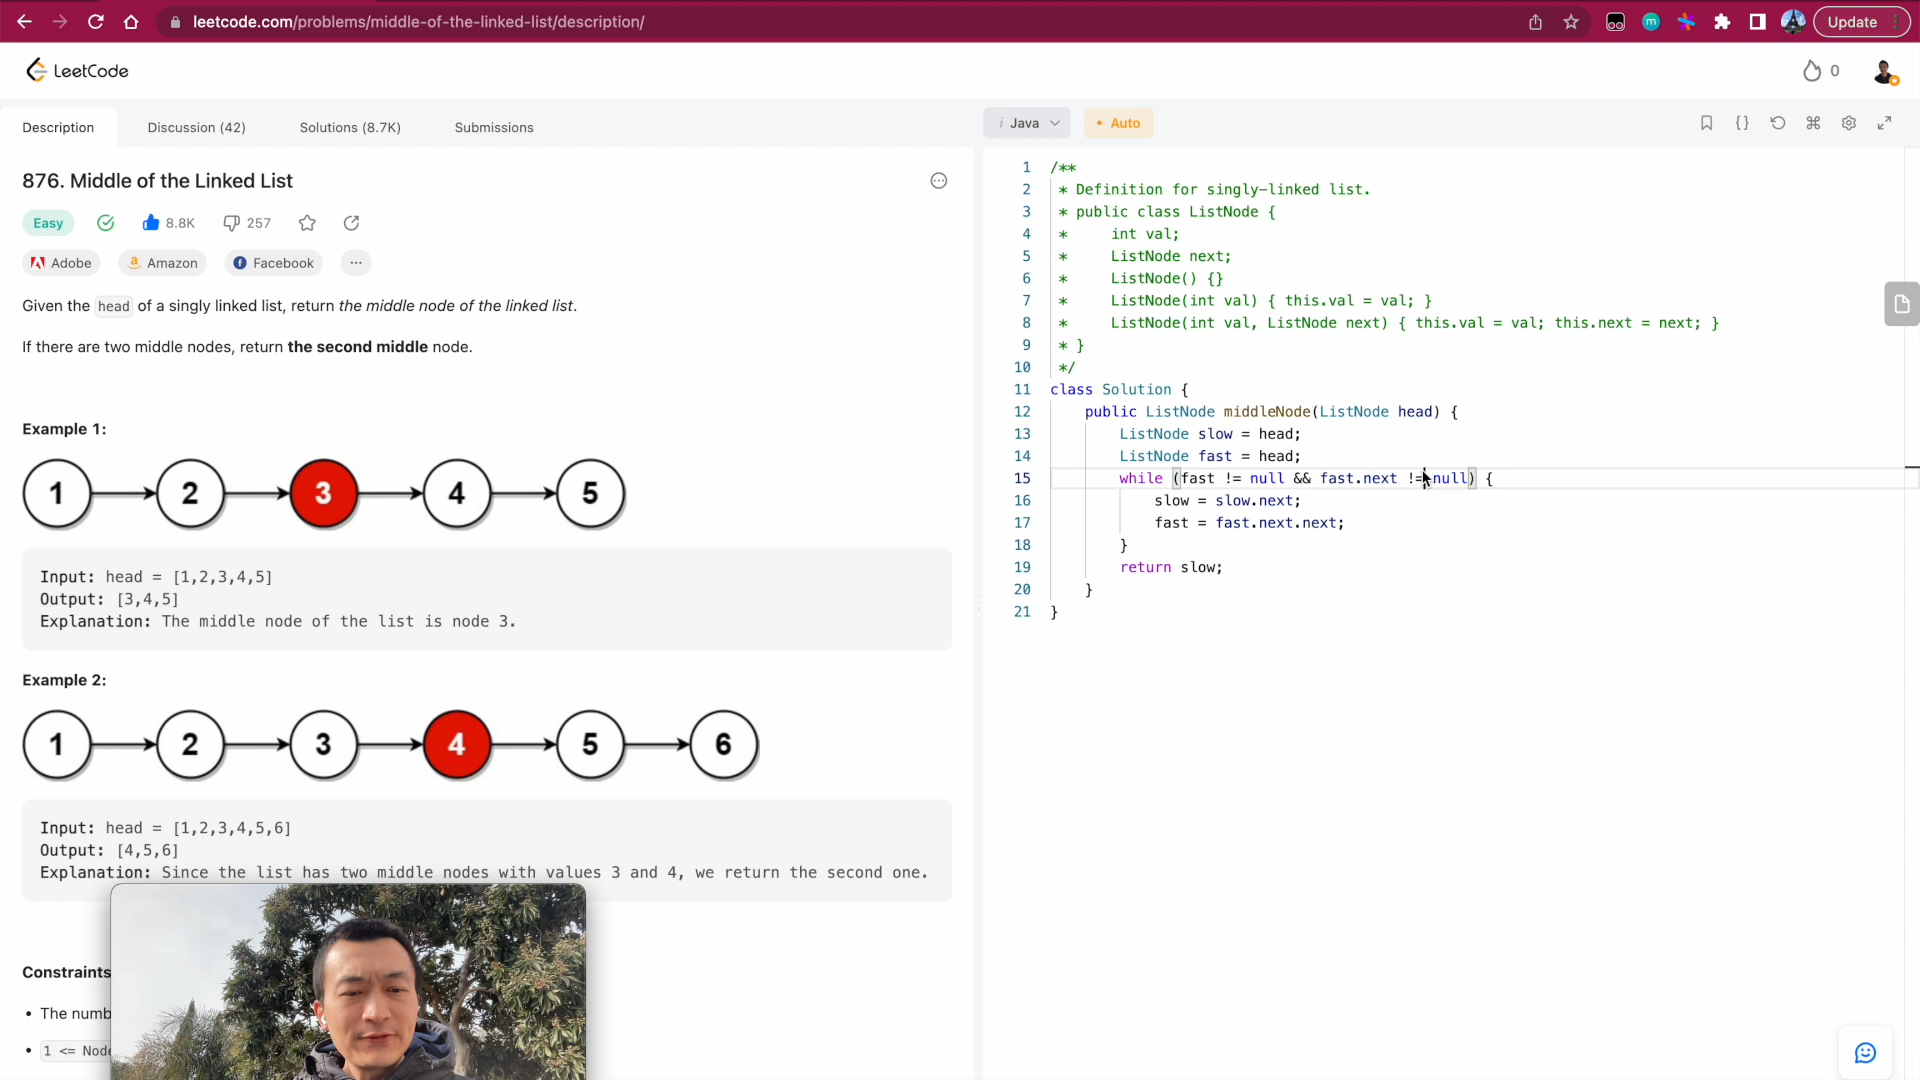 leetcode.com/problems/middle-of-the-linked-list/description/
Update
LeetCode
0
Description
Discussion (42)
Solutions (8.7K)
Submissions
i Java
• Auto
876. Middle of the Linked List
Easy
8.8K
257
Adobe
Amazon
Facebook
Given the head of a singly linked list, return the middle node of the linked list.
If there are two middle nodes, return the second middle node.
Example 1:
1 2 3 4 5
Input: head = [1,2,3,4,5]
Output: [3,4,5]
Explanation: The middle node of the list is node 3.
Example 2:
1 2 3 4 5 6
Input: head = [1,2,3,4,5,6]
Output: [4,5,6]
Explanation: Since the list has two middle nodes with values 3 and 4, we return the second one.
Constraints
• The numb
• 1 <= Node
1 /**
2 * Definition for singly-linked list.
3 * public class ListNode {
4 *     int val;
5 *     ListNode next;
6 *     ListNode() {}
7 *     ListNode(int val) { this.val = val; }
8 *     ListNode(int val, ListNode next) { this.val = val; this.next = next; }
9 * }
10 */
11 class Solution {
12     public ListNode middleNode(ListNode head) {
13         ListNode slow = head;
14         ListNode fast = head;
15         while (fast != null && fast.next != null) {
16             slow = slow.next;
17             fast = fast.next.next;
18         }
19         return slow;
20     }
21 }